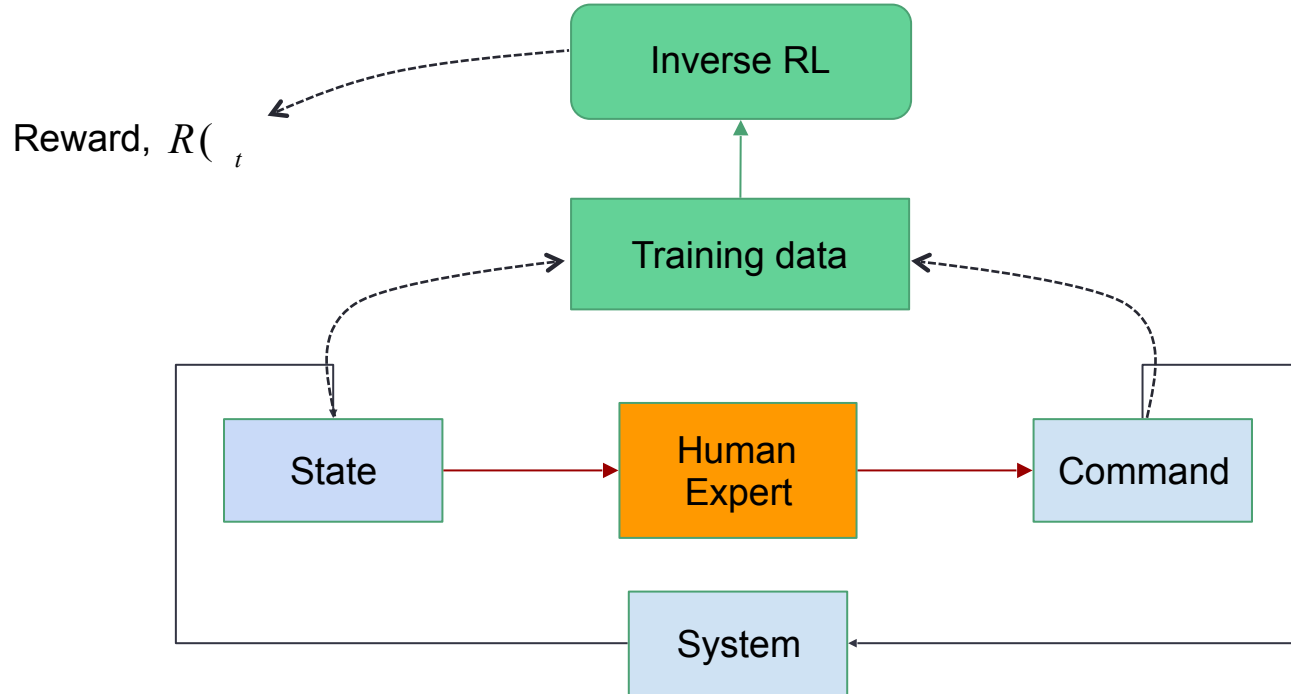 Inverse RL
Reward, R( t
Training data
State
Human
Expert
Command
System